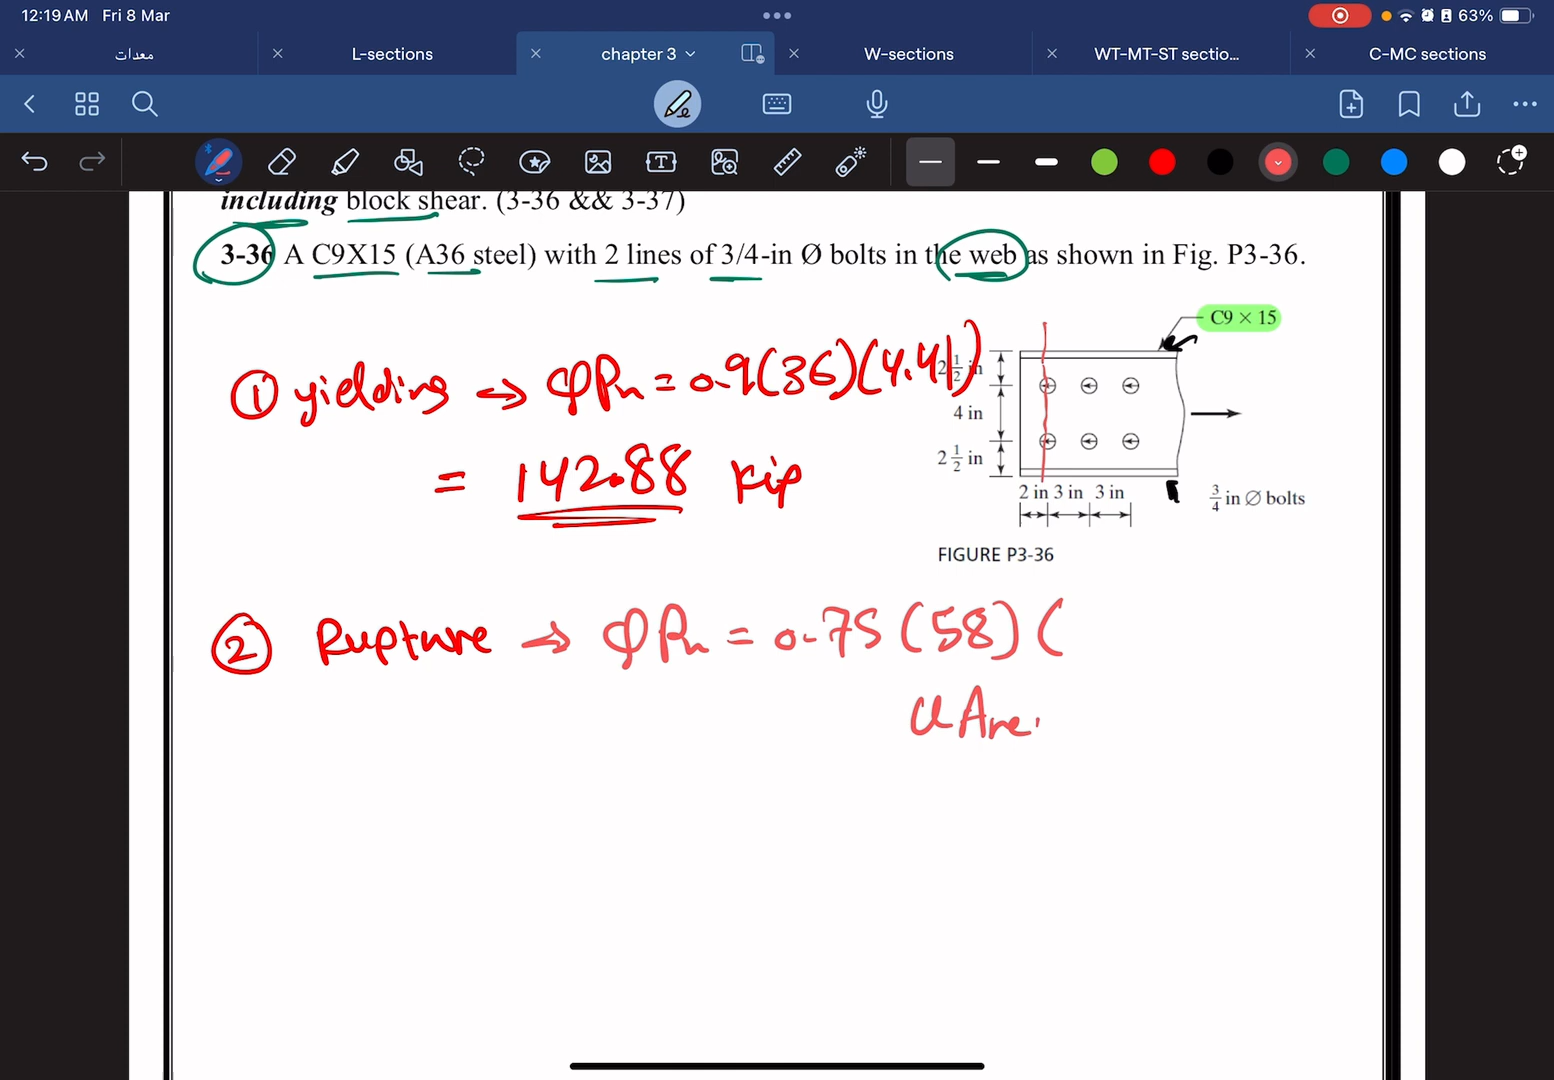 12:19 AM Fri 8 Mar
63%
معدات
L-sections
chapter 3
W-sections
WT-MT-ST sectio...
C-MC sections
including block shear. (3-36 && 3-37)
3-36 A C9X15 (A36 steel) with 2 lines of 3/4-in Ø bolts in the web as shown in Fig. P3-36.
C9 × 15
① yielding → φPn = 0.9(36)(4.41)
2 1/2 in
4 in
2 1/2 in
= 142.88 kip
2 in 3 in 3 in
3/4 in Ø bolts
FIGURE P3-36
② Rupture → φPn = 0.75 (58) (
U Ane.